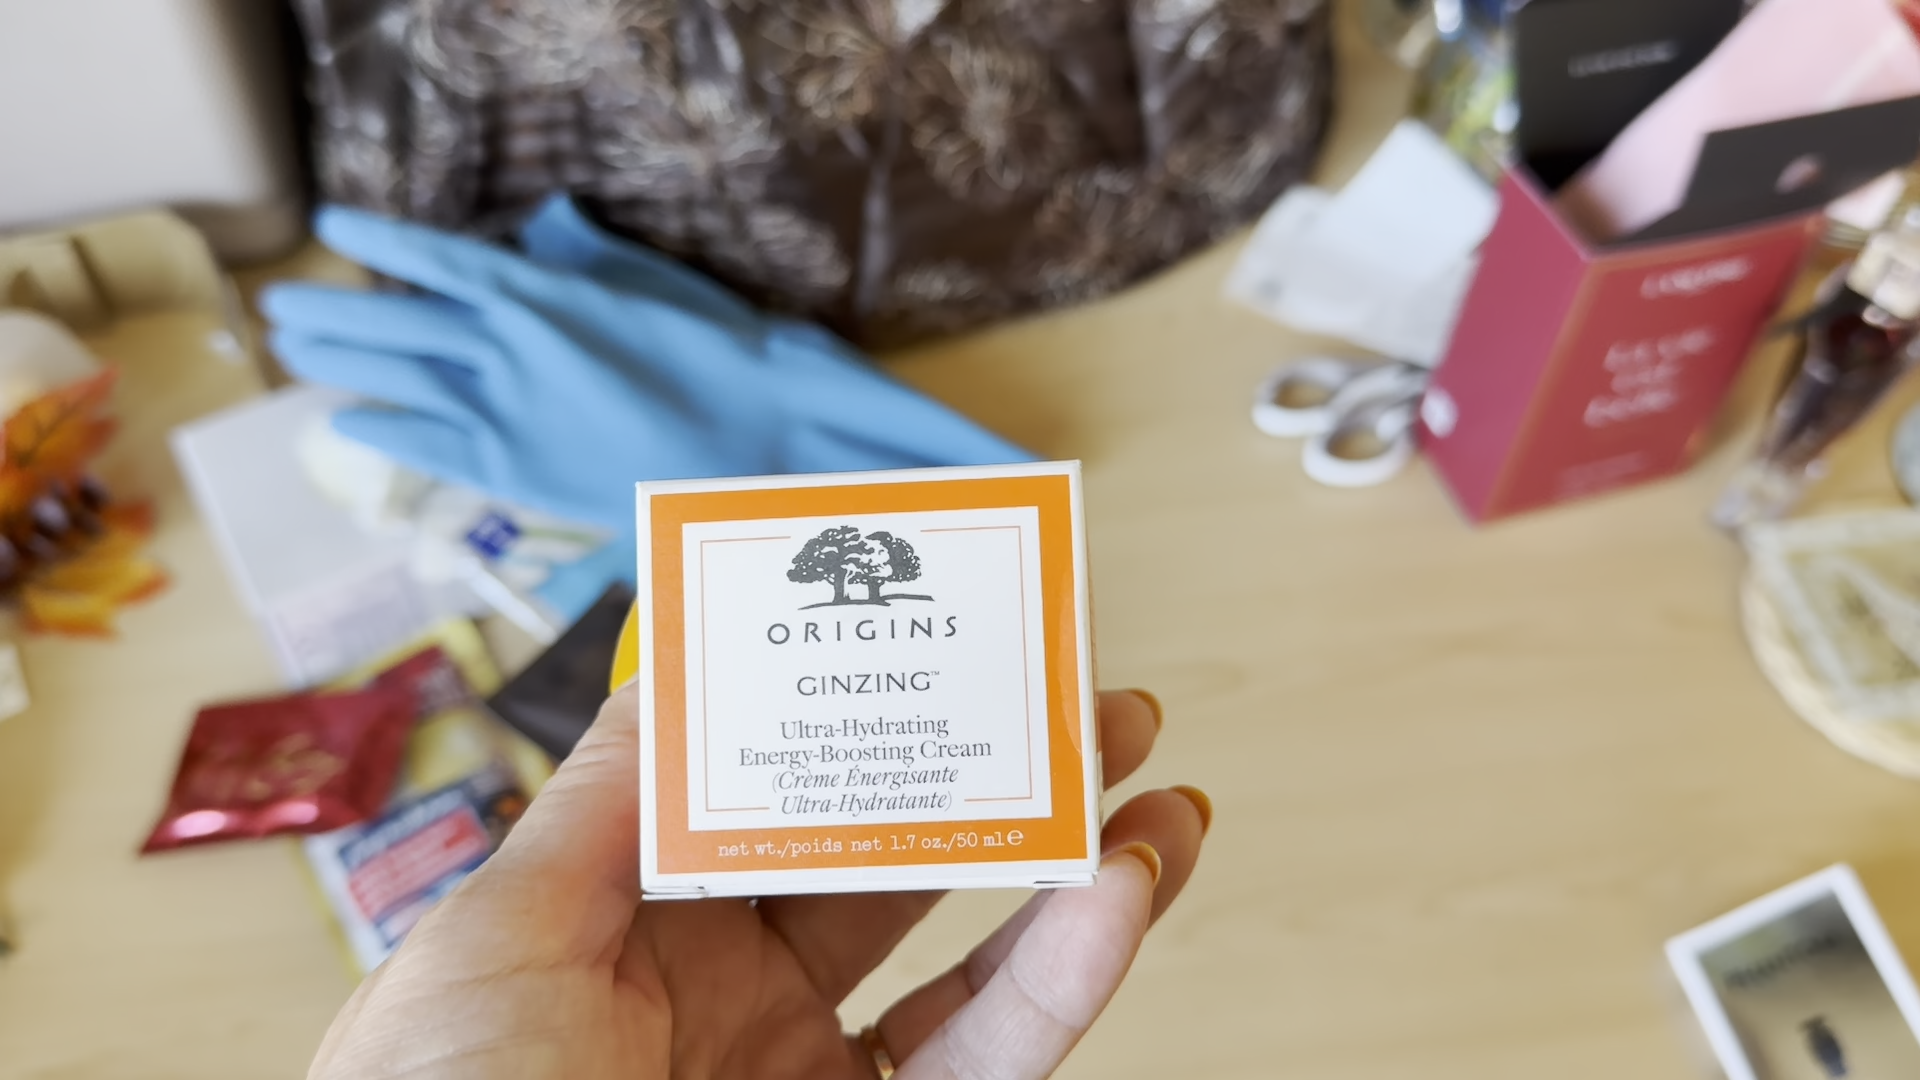 ORIGINS
GINZING™
Ultra-Hydrating
Energy-Boosting Cream
(Crème Énergisante
Ultra-Hydratante)
net wt./poids net 1.7 oz./50 ml ℮